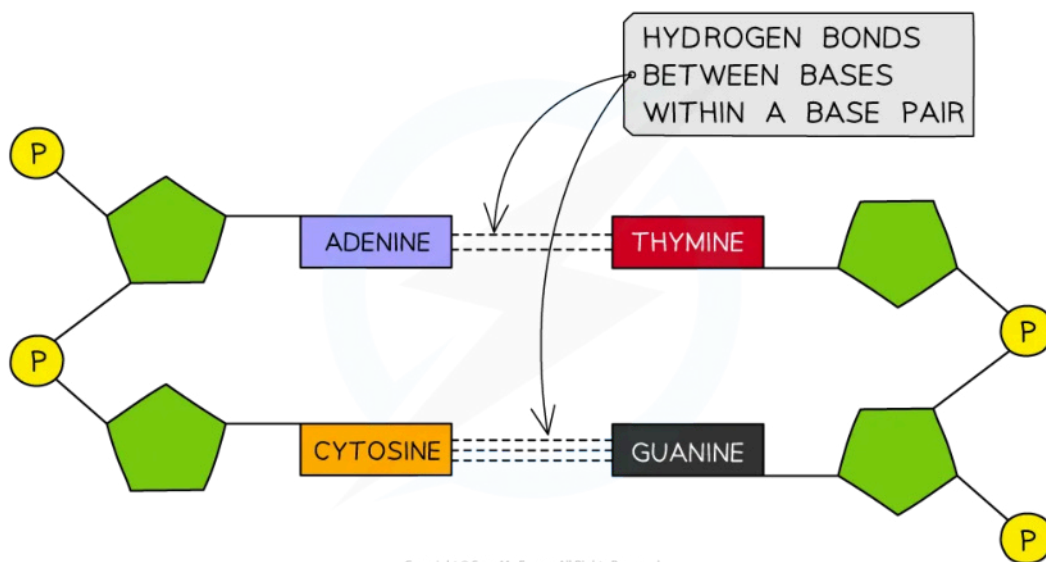 HYDROGEN BONDS
BETWEEN BASES
WITHIN A BASE PAIR
P
ADENINE
THYMINE
P
P
CYTOSINE
GUANINE
P